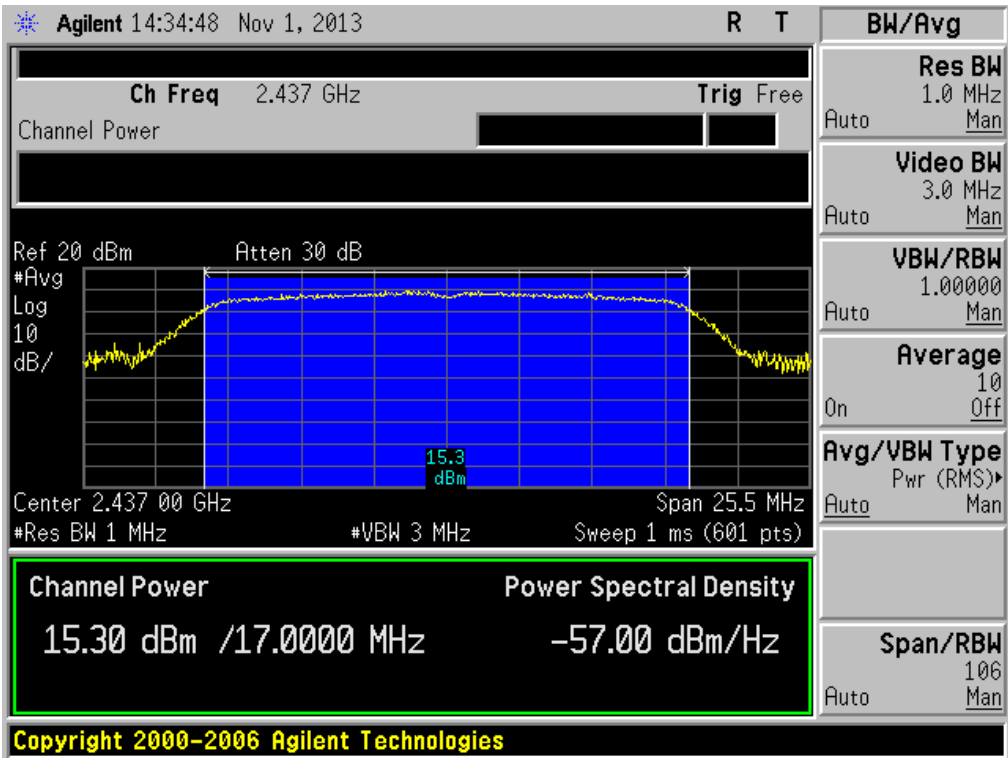 Agilent 14:34:48 Nov 1, 2013 R T
BW/Avg
Ch Freq 2.437 GHz Trig Free
Channel Power
Res BW
1.0 MHz
Auto Man
Video BW
3.0 MHz
Auto Man
VBW/RBW
1.00000
Auto Man
Average
10
On Off
Avg/VBW Type
Pwr (RMS)
Auto Man
Span/RBW
106
Auto Man
Ref 20 dBm Atten 30 dB
#Avg
Log
10
dB/
15.3
dBm
Center 2.437 00 GHz Span 25.5 MHz
#Res BW 1 MHz #VBW 3 MHz Sweep 1 ms (601 pts)
Channel Power Power Spectral Density
15.30 dBm /17.0000 MHz -57.00 dBm/Hz
Copyright 2000-2006 Agilent Technologies